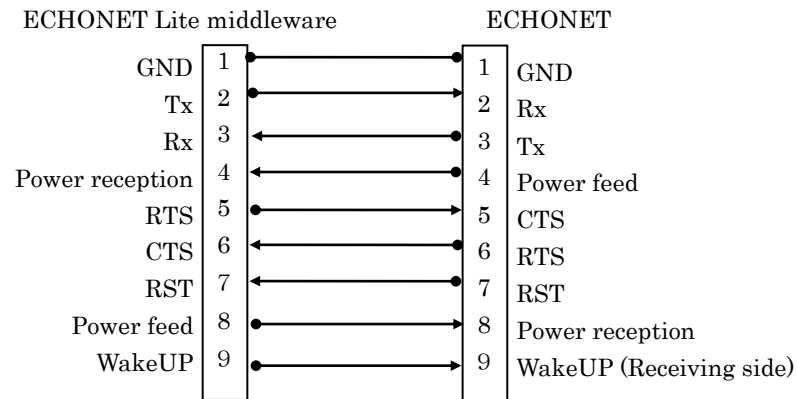 ECHONET Lite middleware ECHONET
GND 1 1 GND
Tx 2 2 Rx
Rx 3 3 Tx
Power reception 4 4 Power feed
RTS 5 5 CTS
CTS 6 6 RTS
RST 7 7 RST
Power feed 8 8 Power reception
WakeUP 9 9 WakeUP (Receiving side)